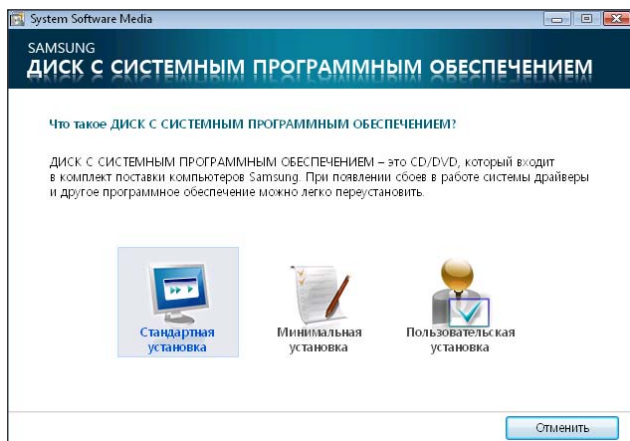 System Software Media
SAMSUNG
ДИСК С СИСТЕМНЫМ ПРОГРАММНЫМ ОБЕСПЕЧЕНИЕМ
Что такое ДИСК С СИСТЕМНЫМ ПРОГРАММНЫМ ОБЕСПЕЧЕНИЕМ?
ДИСК С СИСТЕМНЫМ ПРОГРАММНЫМ ОБЕСПЕЧЕНИЕМ – это CD/DVD, который входит
в комплект поставки компьютеров Samsung. При появлении сбоев в работе системы драйверы
и другое программное обеспечение можно легко переустановить.
Стандартная
установка
Минимальная
установка
Пользовательская
установка
Отменить